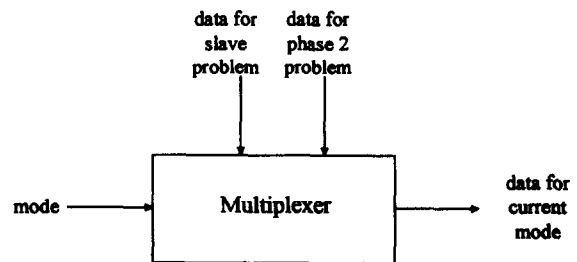 data for
slave
problem
data for
phase 2
problem
mode
Multiplexer
data for
current
mode